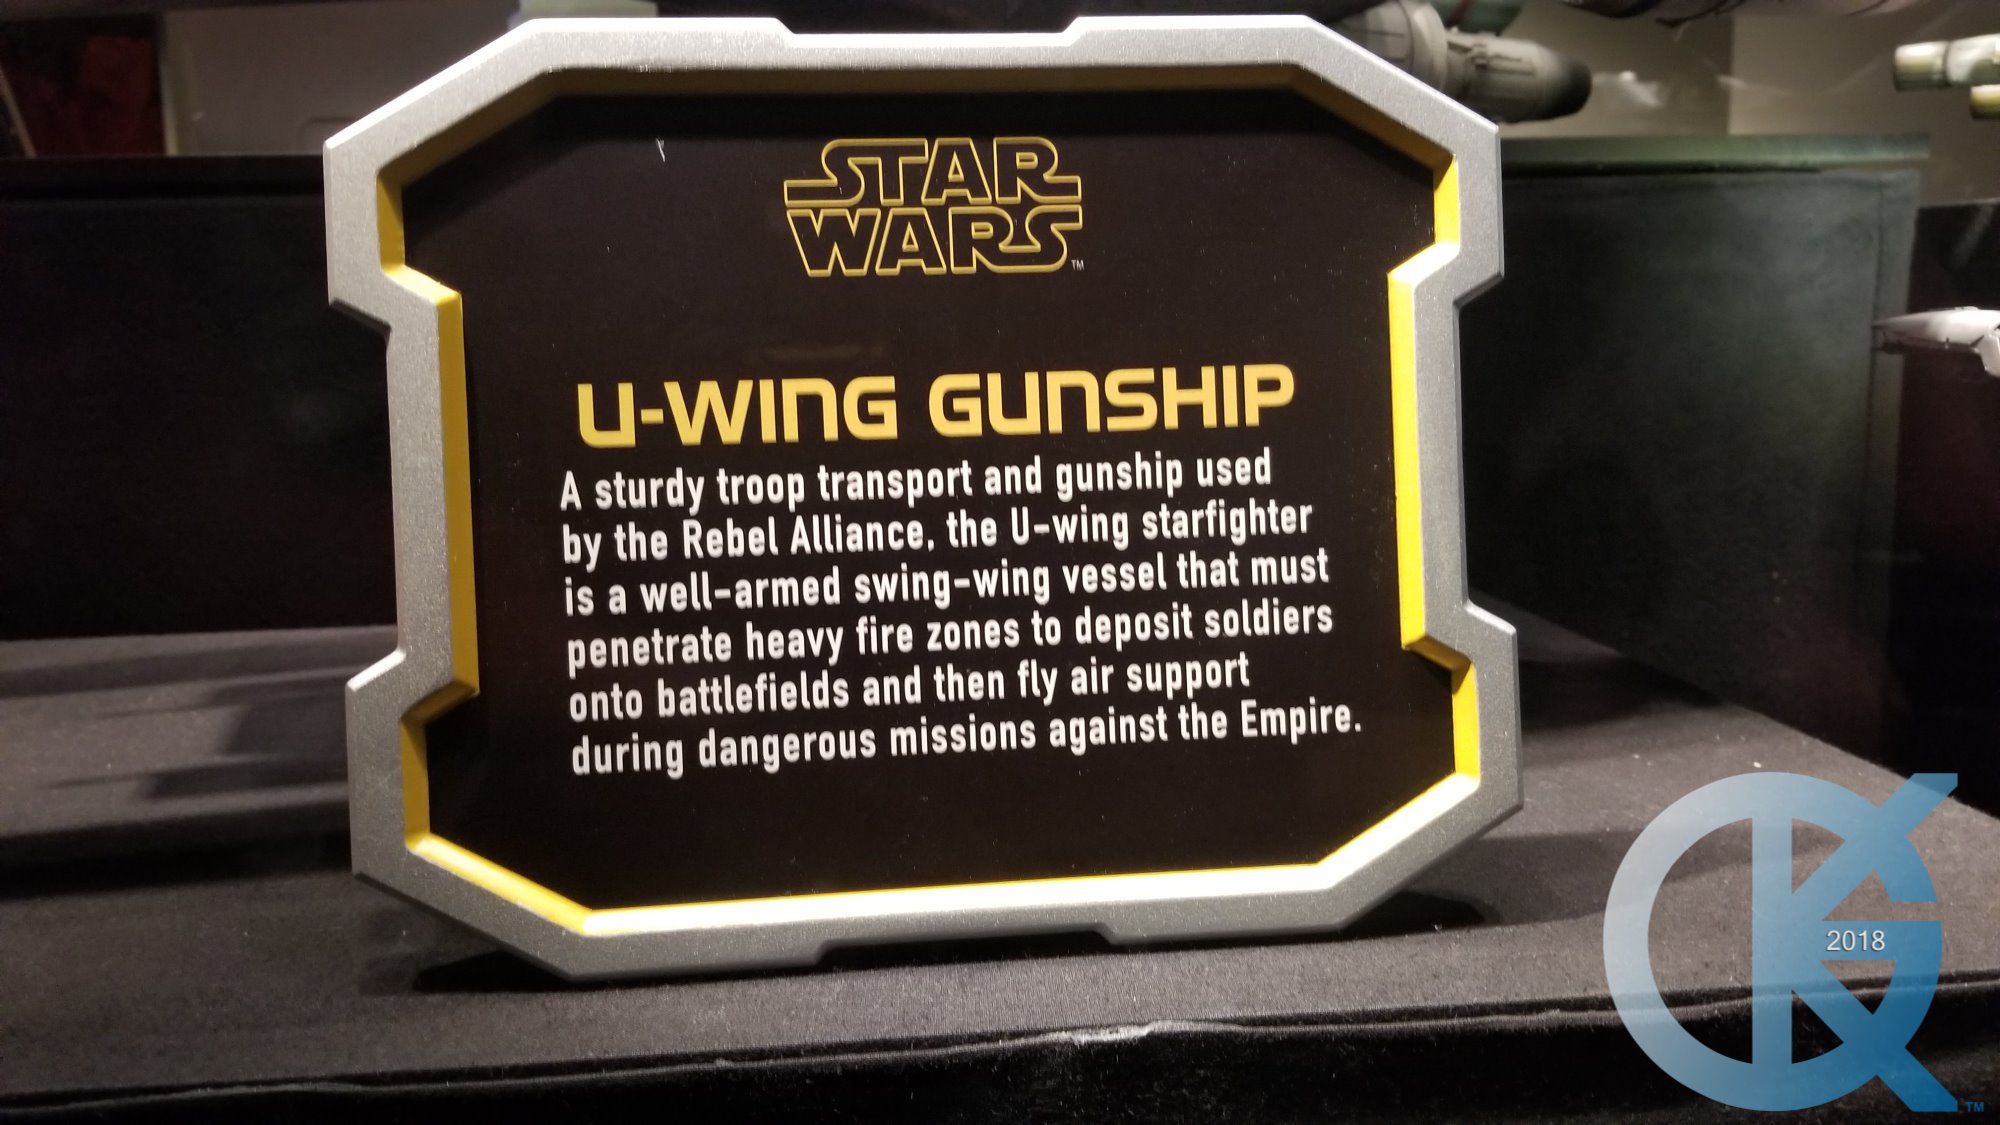 STAR
WARS™
U-WING GUNSHIP
A sturdy troop transport and gunship used
by the Rebel Alliance, the U-wing starfighter
is a well-armed swing-wing vessel that must
penetrate heavy fire zones to deposit soldiers
onto battlefields and then fly air support
during dangerous missions against the Empire.
2018
™